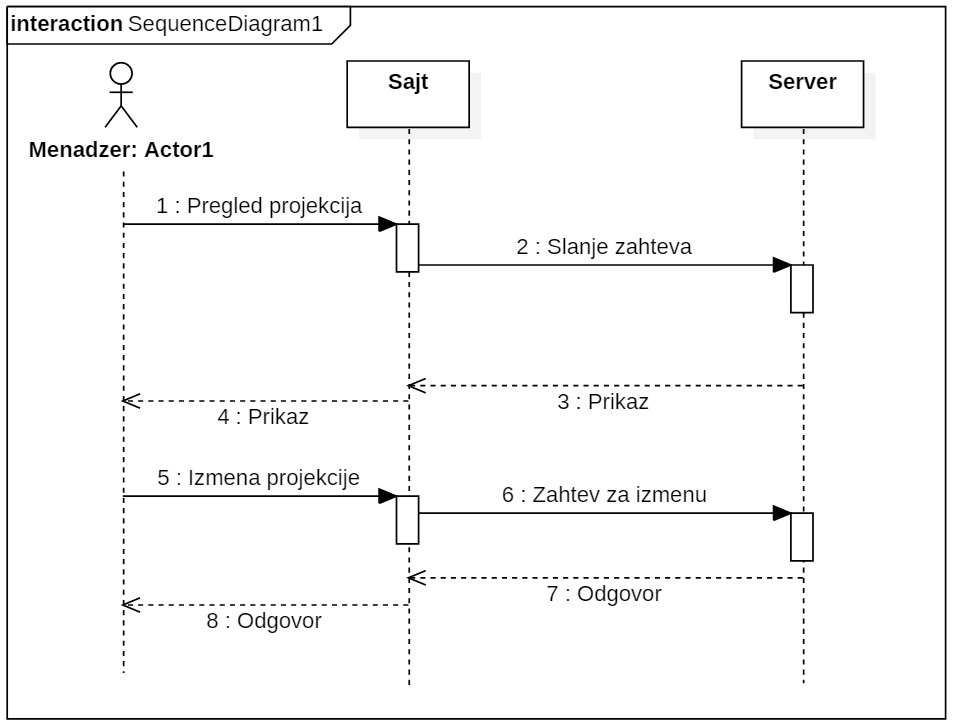 interaction SequenceDiagram1
Sajt
Server
Menadzer: Actor1
1 : Pregled projekcija
2 : Slanje zahteva
3 : Prikaz
4 : Prikaz
5 : Izmena projekcije
6 : Zahtev za izmenu
7 : Odgovor
8 : Odgovor